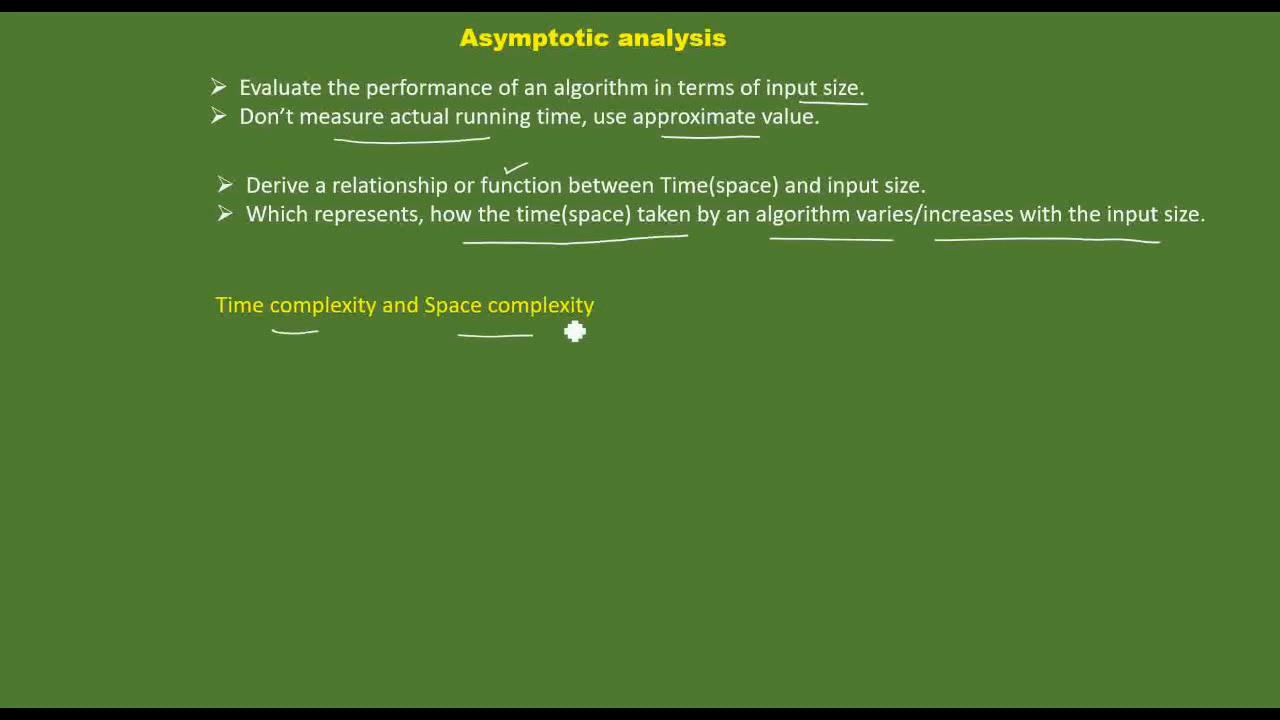 Asymptotic analysis
➢ Evaluate the performance of an algorithm in terms of input size.
➢ Don’t measure actual running time, use approximate value.
➢ Derive a relationship or function between Time(space) and input size.
➢ Which represents, how the time(space) taken by an algorithm varies/increases with the input size.
Time complexity and Space complexity